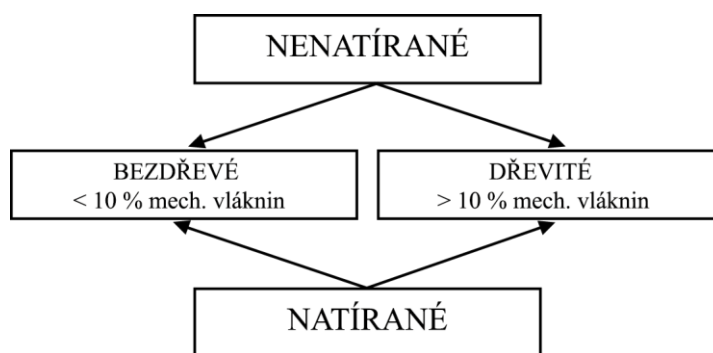 NENATÍRANÉ
BEZDŘEVÉ
< 10 % mech. vláknin
DŘEVITÉ
> 10 % mech. vláknin
NATÍRANÉ